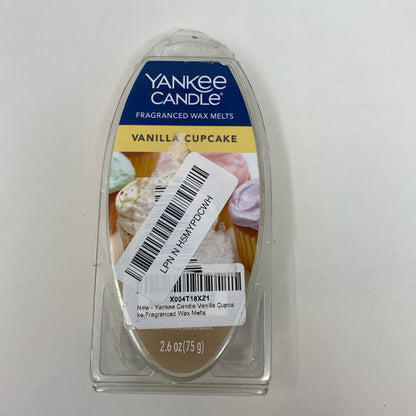 YANKEE
CANDLE®
FRAGRANCED WAX MELTS
VANILLA CUPCAKE
LPN N H5MYPDCWH
X004T16XZ1
New - Yankee Candle Vanilla Cupca
ke Fragranced Wax Melts
2.6 oz (75 g)